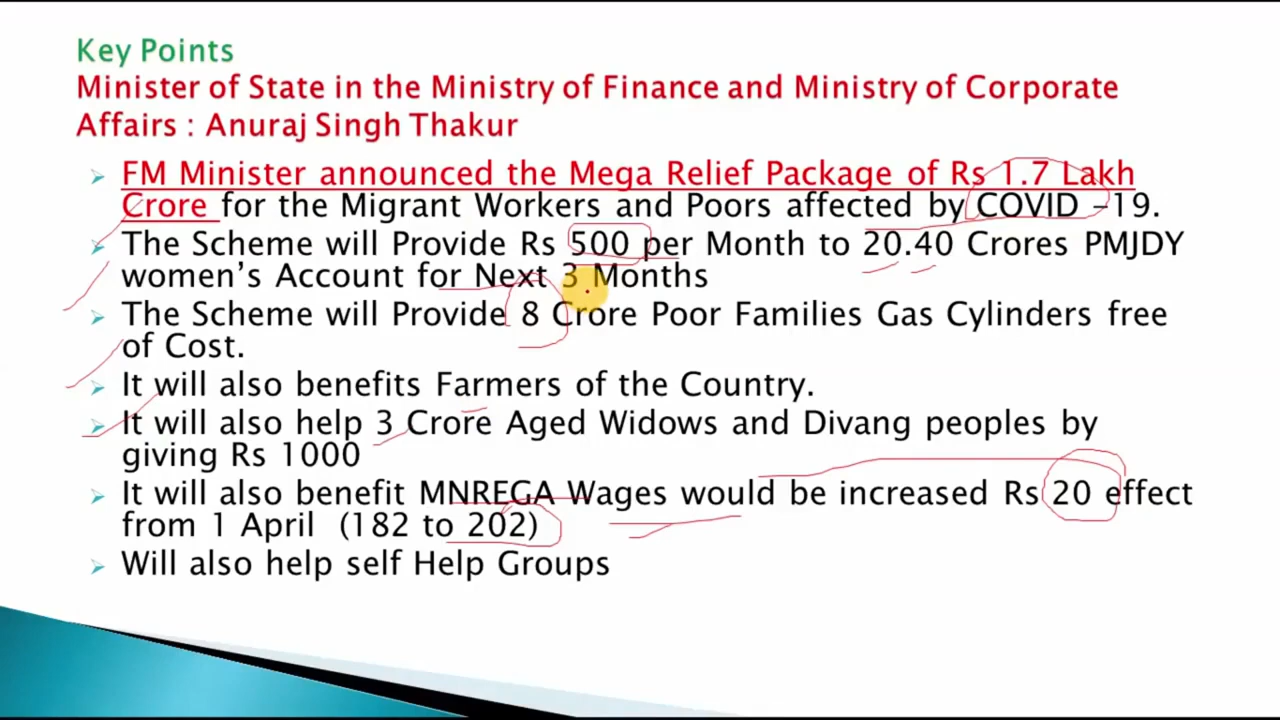 Key Points
Minister of State in the Ministry of Finance and Ministry of Corporate
Affairs : Anuraj Singh Thakur
FM Minister announced the Mega Relief Package of Rs 1.7 Lakh
Crore for the Migrant Workers and Poors affected by COVID -19.
The Scheme will Provide Rs 500 per Month to 20.40 Crores PMJDY
women's Account for Next 3 Months
The Scheme will Provide 8 Crore Poor Families Gas Cylinders free
of Cost.
It will also benefits Farmers of the Country.
It will also help 3 Crore Aged Widows and Divang peoples by
giving Rs 1000
It will also benefit MNREGA Wages would be increased Rs 20 effect
from 1 April (182 to 202)
Will also help self Help Groups